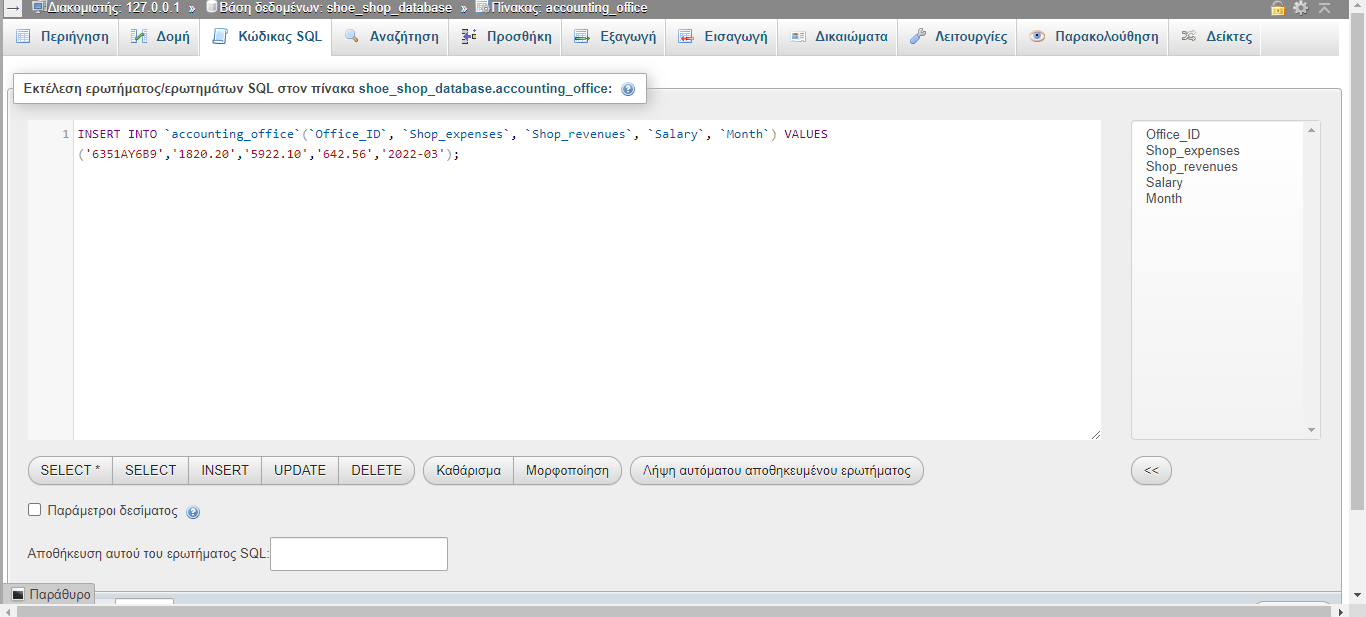 Διακομιστής: 127.0.0.1 » Βάση δεδομένων: shoe_shop_database » Πίνακας: accounting_office
Περιήγηση Δομή Κώδικας SQL Αναζήτηση Προσθήκη Εξαγωγή Εισαγωγή Δικαιώματα Λειτουργίες Παρακολούθηση Δείκτες
Εκτέλεση ερωτήματος/ερωτημάτων SQL στον πίνακα shoe_shop_database.accounting_office:
1 INSERT INTO `accounting_office`(`Office_ID`, `Shop_expenses`, `Shop_revenues`, `Salary`, `Month`) VALUES
('6351AY6B9','1820.20','5922.10','642.56','2022-03');
Office_ID
Shop_expenses
Shop_revenues
Salary
Month
SELECT * SELECT INSERT UPDATE DELETE Καθάρισμα Μορφοποίηση Λήψη αυτόματου αποθηκευμένου ερωτήματος <<
Παράμετροι δεσίματος
Αποθήκευση αυτού του ερωτήματος SQL:
Παράθυρο